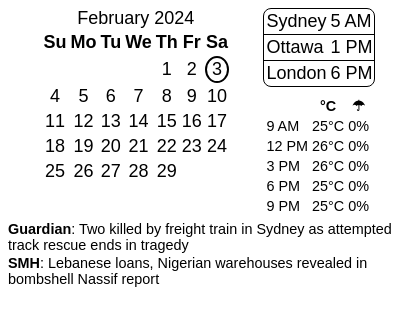 February 2024
Su Mo Tu We Th Fr Sa
1 2 3
4 5 6 7 8 9 10
11 12 13 14 15 16 17
18 19 20 21 22 23 24
25 26 27 28 29
Sydney 5 AM
Ottawa 1 PM
London 6 PM
°C ☂
9 AM 25°C 0%
12 PM 26°C 0%
3 PM 26°C 0%
6 PM 25°C 0%
9 PM 25°C 0%
Guardian: Two killed by freight train in Sydney as attempted
track rescue ends in tragedy
SMH: Lebanese loans, Nigerian warehouses revealed in
bombshell Nassif report